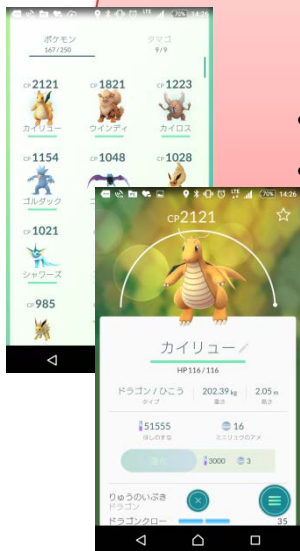 70% 14:26
ポケモン タマゴ
167/250 9/9
CP2121 CP1821 CP1223
カイリュー ウインディ カイロス
CP1154 CP1048 CP1028
ゴルダック
CP1021
シャワーズ
CP985
LTE 70% 14:26
CP2121
カイリュー
HP116/116
ドラゴン / ひこう 202.39kg 2.05m
タイプ 重さ 高さ
51555 16
ほしのすな ミニリュウのアメ
進化 3000 3
りゅうのいぶき
ドラゴン
ドラゴンクロー 35